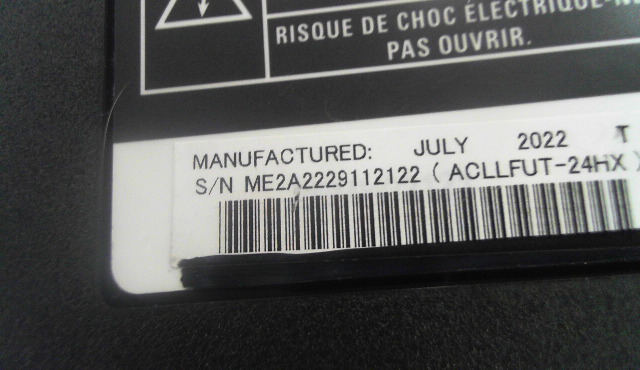 RISQUE DE CHOC ÉLECTRIQUE-N
PAS OUVRIR.
MANUFACTURED: JULY 2022 T
S/N ME2A2229112122 ( ACLLFUT-24HX )